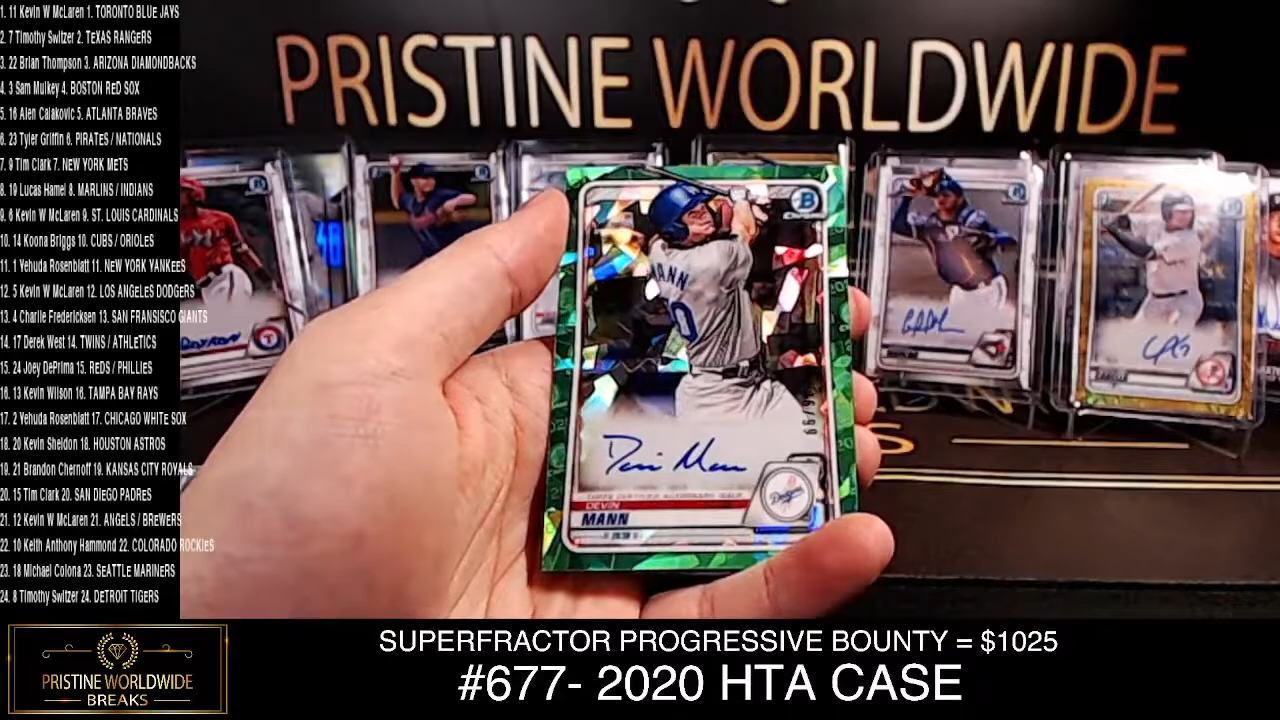 1. 11 Kevin W McLaren 1. TORONTO BLUE JAYS
2. 7 Timothy Switzer 2. TEXAS RANGERS
3. 22 Brian Thompson 3. ARIZONA DIAMONDBACKS
4. 3 Sam Mulkey 4. BOSTON RED SOX
5. 16 Alen Calakovic 5. ATLANTA BRAVES
6. 23 Tyler Griffin 6. PIRATES / NATIONALS
7. 9 Tim Clark 7. NEW YORK METS
8. 19 Lucas Hamel 8. MARLINS / INDIANS
9. 6 Kevin W McLaren 9. ST. LOUIS CARDINALS
10. 14 Koona Briggs 10. CUBS / ORIOLES
11. 1 Yehuda Rosenblatt 11. NEW YORK YANKEES
12. 5 Kevin W McLaren 12. LOS ANGELES DODGERS
13. 4 Charlie Fredericksen 13. SAN FRANSISCO GIANTS
14. 17 Derek West 14. TWINS / ATHLETICS
15. 24 Joey DePrima 15. REDS / PHILLIES
16. 13 Kevin Wilson 16. TAMPA BAY RAYS
17. 2 Yehuda Rosenblatt 17. CHICAGO WHITE SOX
18. 20 Kevin Sheldon 18. HOUSTON ASTROS
19. 21 Brandon Chernoff 19. KANSAS CITY ROYALS
20. 15 Tim Clark 20. SAN DIEGO PADRES
21. 12 Kevin W McLaren 21. ANGELS / BREWERS
22. 10 Keith Anthony Hammond 22. COLORADO ROCKIES
23. 18 Michael Colona 23. SEATTLE MARINERS
24. 8 Timothy Switzer 24. DETROIT TIGERS
PRISTINE WORLDWIDE
MANN
Devin Mann
TOPPS CERTIFIED AUTOGRAPH ISSUE
DEVIN
MANN
Dodgers
PRISTINE WORLDWIDE
BREAKS
SUPERFRACTOR PROGRESSIVE BOUNTY = $1025
#677- 2020 HTA CASE